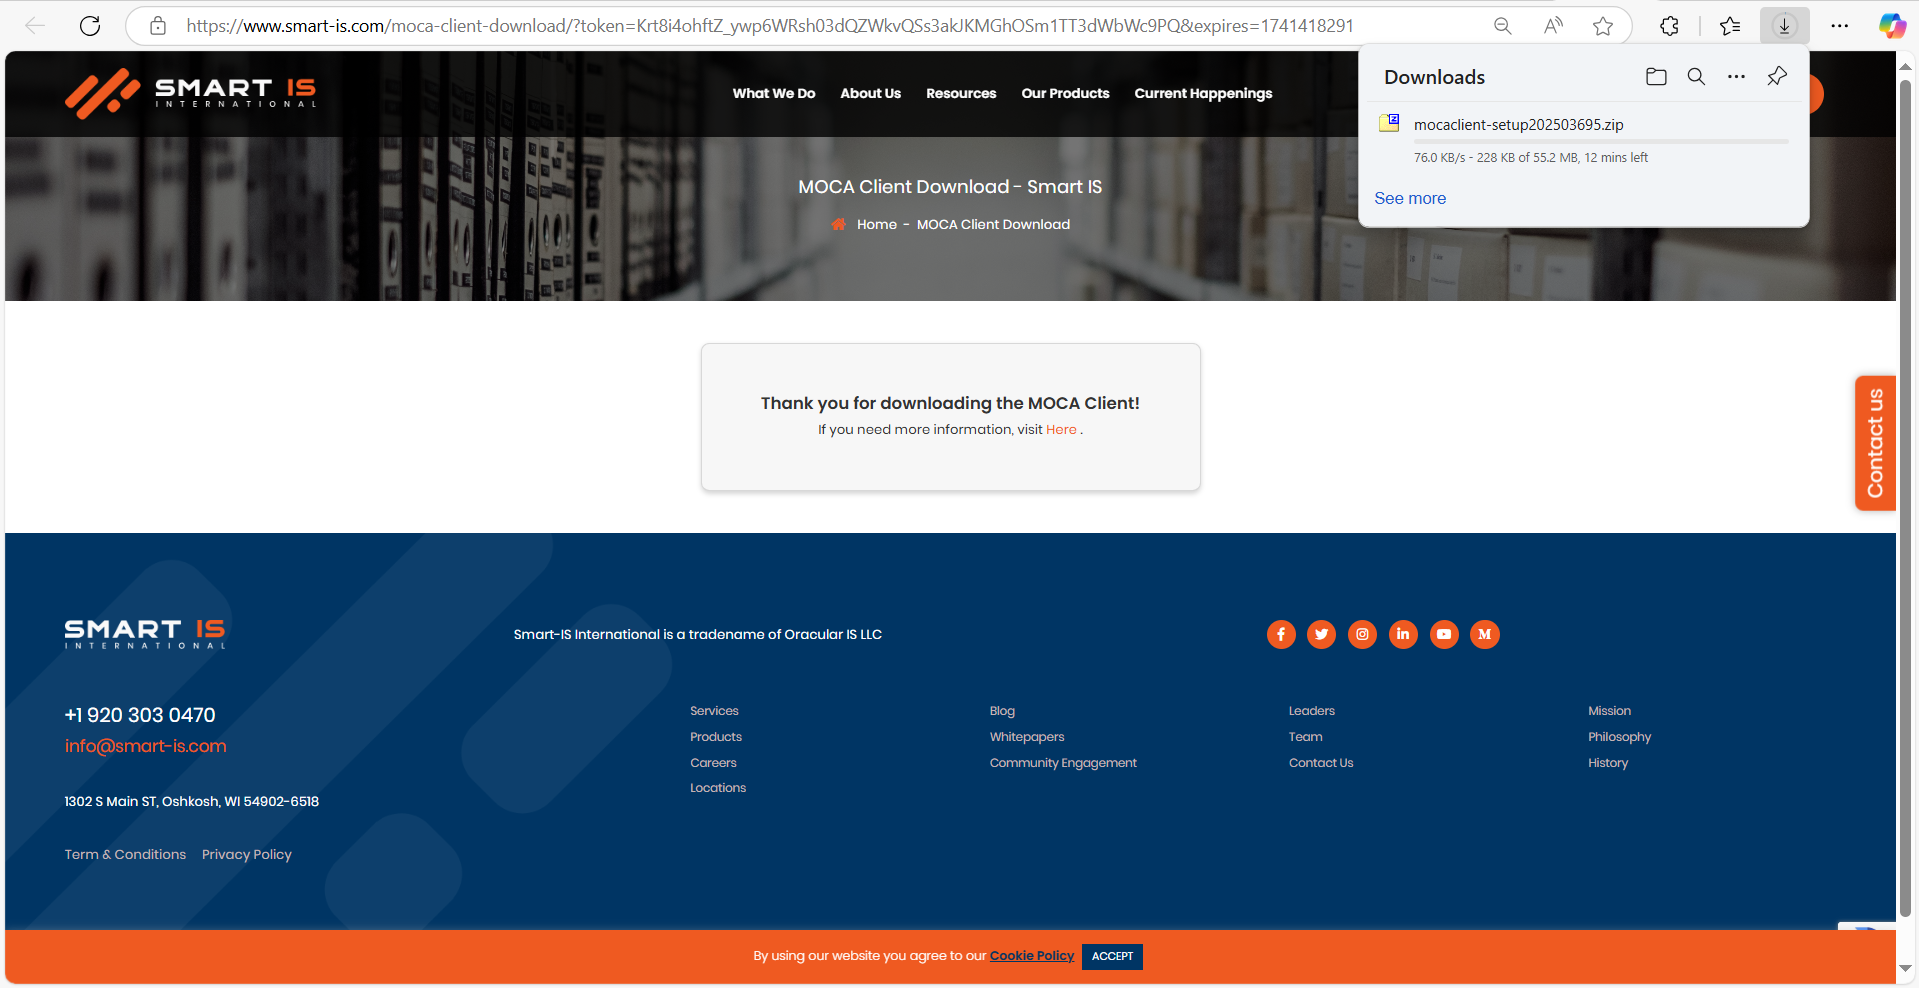 https://www.smart-is.com/moca-client-download/?token=Krt8i4ohftZ_ywp6WRsh03dQZWkvQSs3akJKMGhOSm1TT3dWbWc9PQ&expires=1741418291
Downloads
mocaclient-setup202503695.zip
76.0 KB/s - 228 KB of 55.2 MB, 12 mins left
See more
SMART IS
INTERNATIONAL
What We Do
About Us
Resources
Our Products
Current Happenings
MOCA Client Download - Smart IS
Home - MOCA Client Download
Thank you for downloading the MOCA Client!
If you need more information, visit Here .
Contact us
SMART IS
INTERNATIONAL
Smart-IS International is a tradename of Oracular IS LLC
+1 920 303 0470
info@smart-is.com
1302 S Main ST, Oshkosh, WI 54902-6518
Term & Conditions Privacy Policy
Services
Products
Careers
Locations
Blog
Whitepapers
Community Engagement
Leaders
Team
Contact Us
Mission
Philosophy
History
By using our website you agree to our Cookie Policy ACCEPT